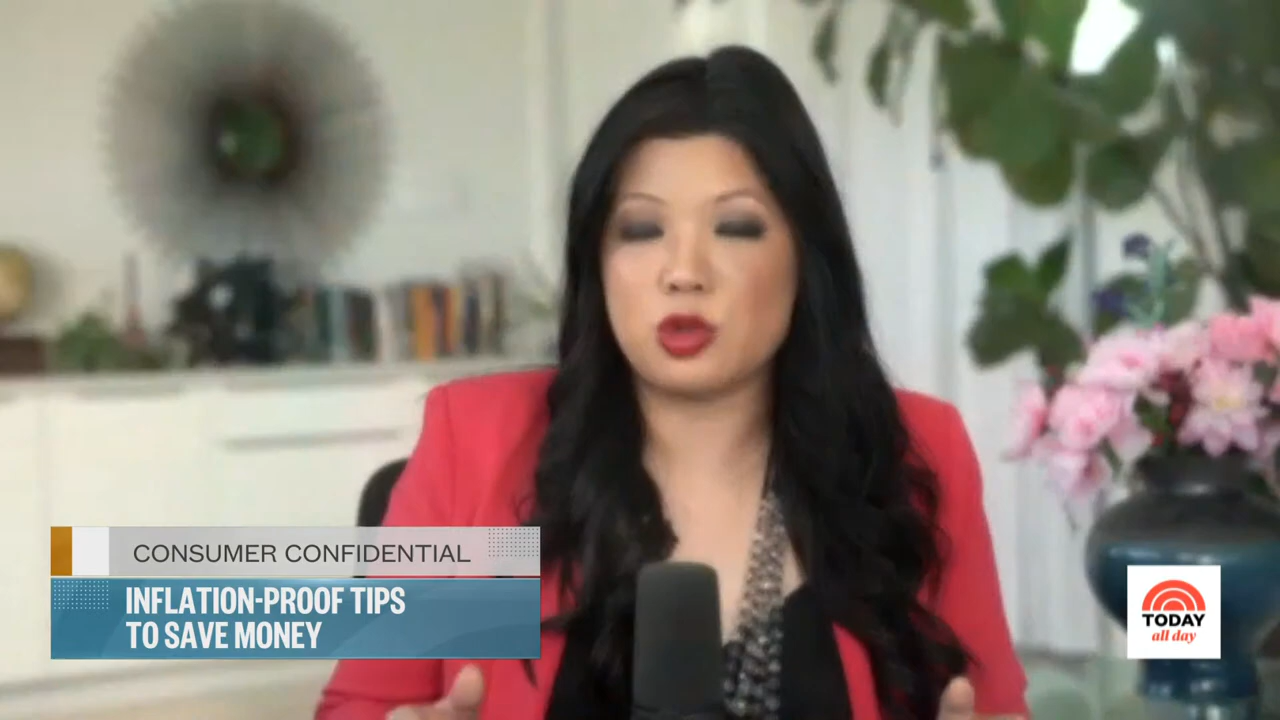 CONSUMER CONFIDENTIAL
INFLATION-PROOF TIPS
TO SAVE MONEY
TODAY
all day